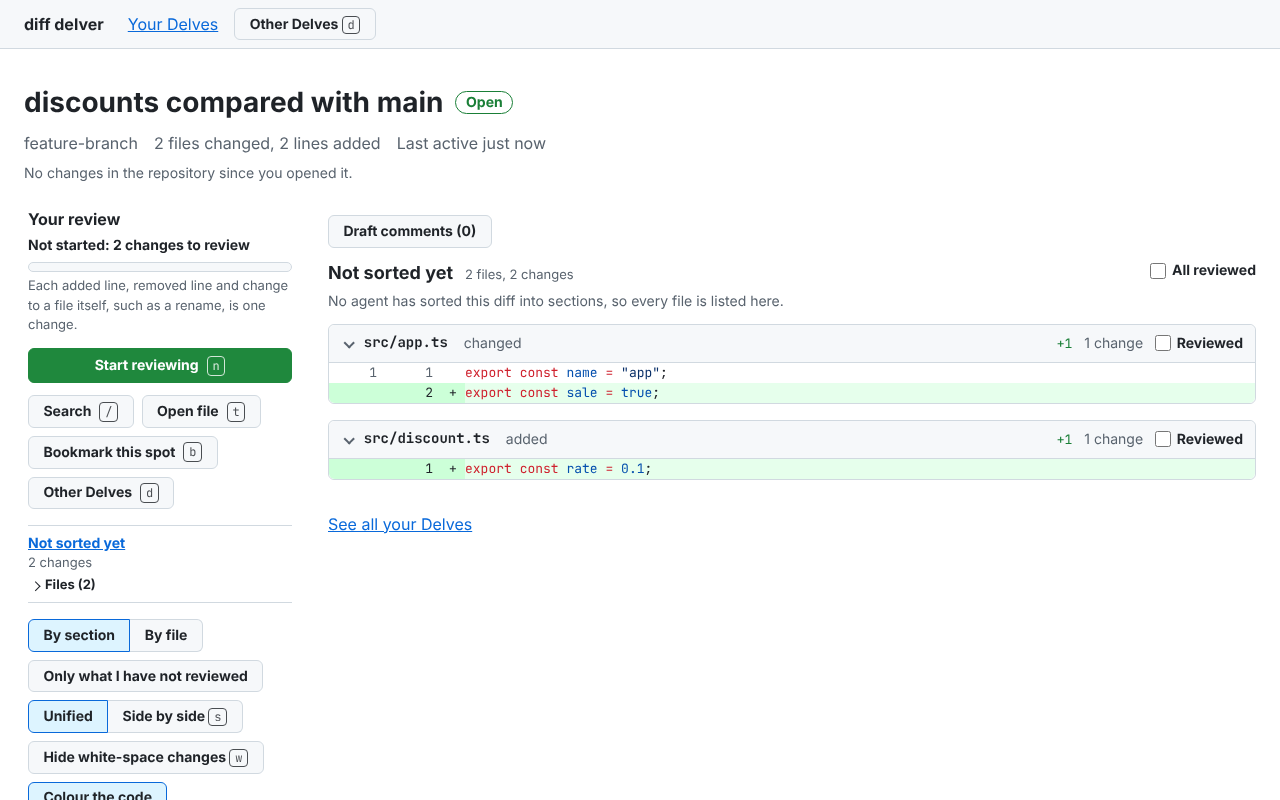 diff delver Your Delves Other Delves d
discounts compared with main Open
feature-branch 2 files changed, 2 lines added Last active just now
No changes in the repository since you opened it.
Your review
Not started: 2 changes to review
Each added line, removed line and change
to a file itself, such as a rename, is one
change.
Start reviewing n
Search / Open file t
Bookmark this spot b
Other Delves d
Not sorted yet
2 changes
Files (2)
By section By file
Only what I have not reviewed
Unified Side by side s
Hide white-space changes w
Colour the code
Draft comments (0)
Not sorted yet 2 files, 2 changes All reviewed
No agent has sorted this diff into sections, so every file is listed here.
src/app.ts changed +1 1 change Reviewed
1 1 export const name = "app";
2 + export const sale = true;
src/discount.ts added +1 1 change Reviewed
1 + export const rate = 0.1;
See all your Delves